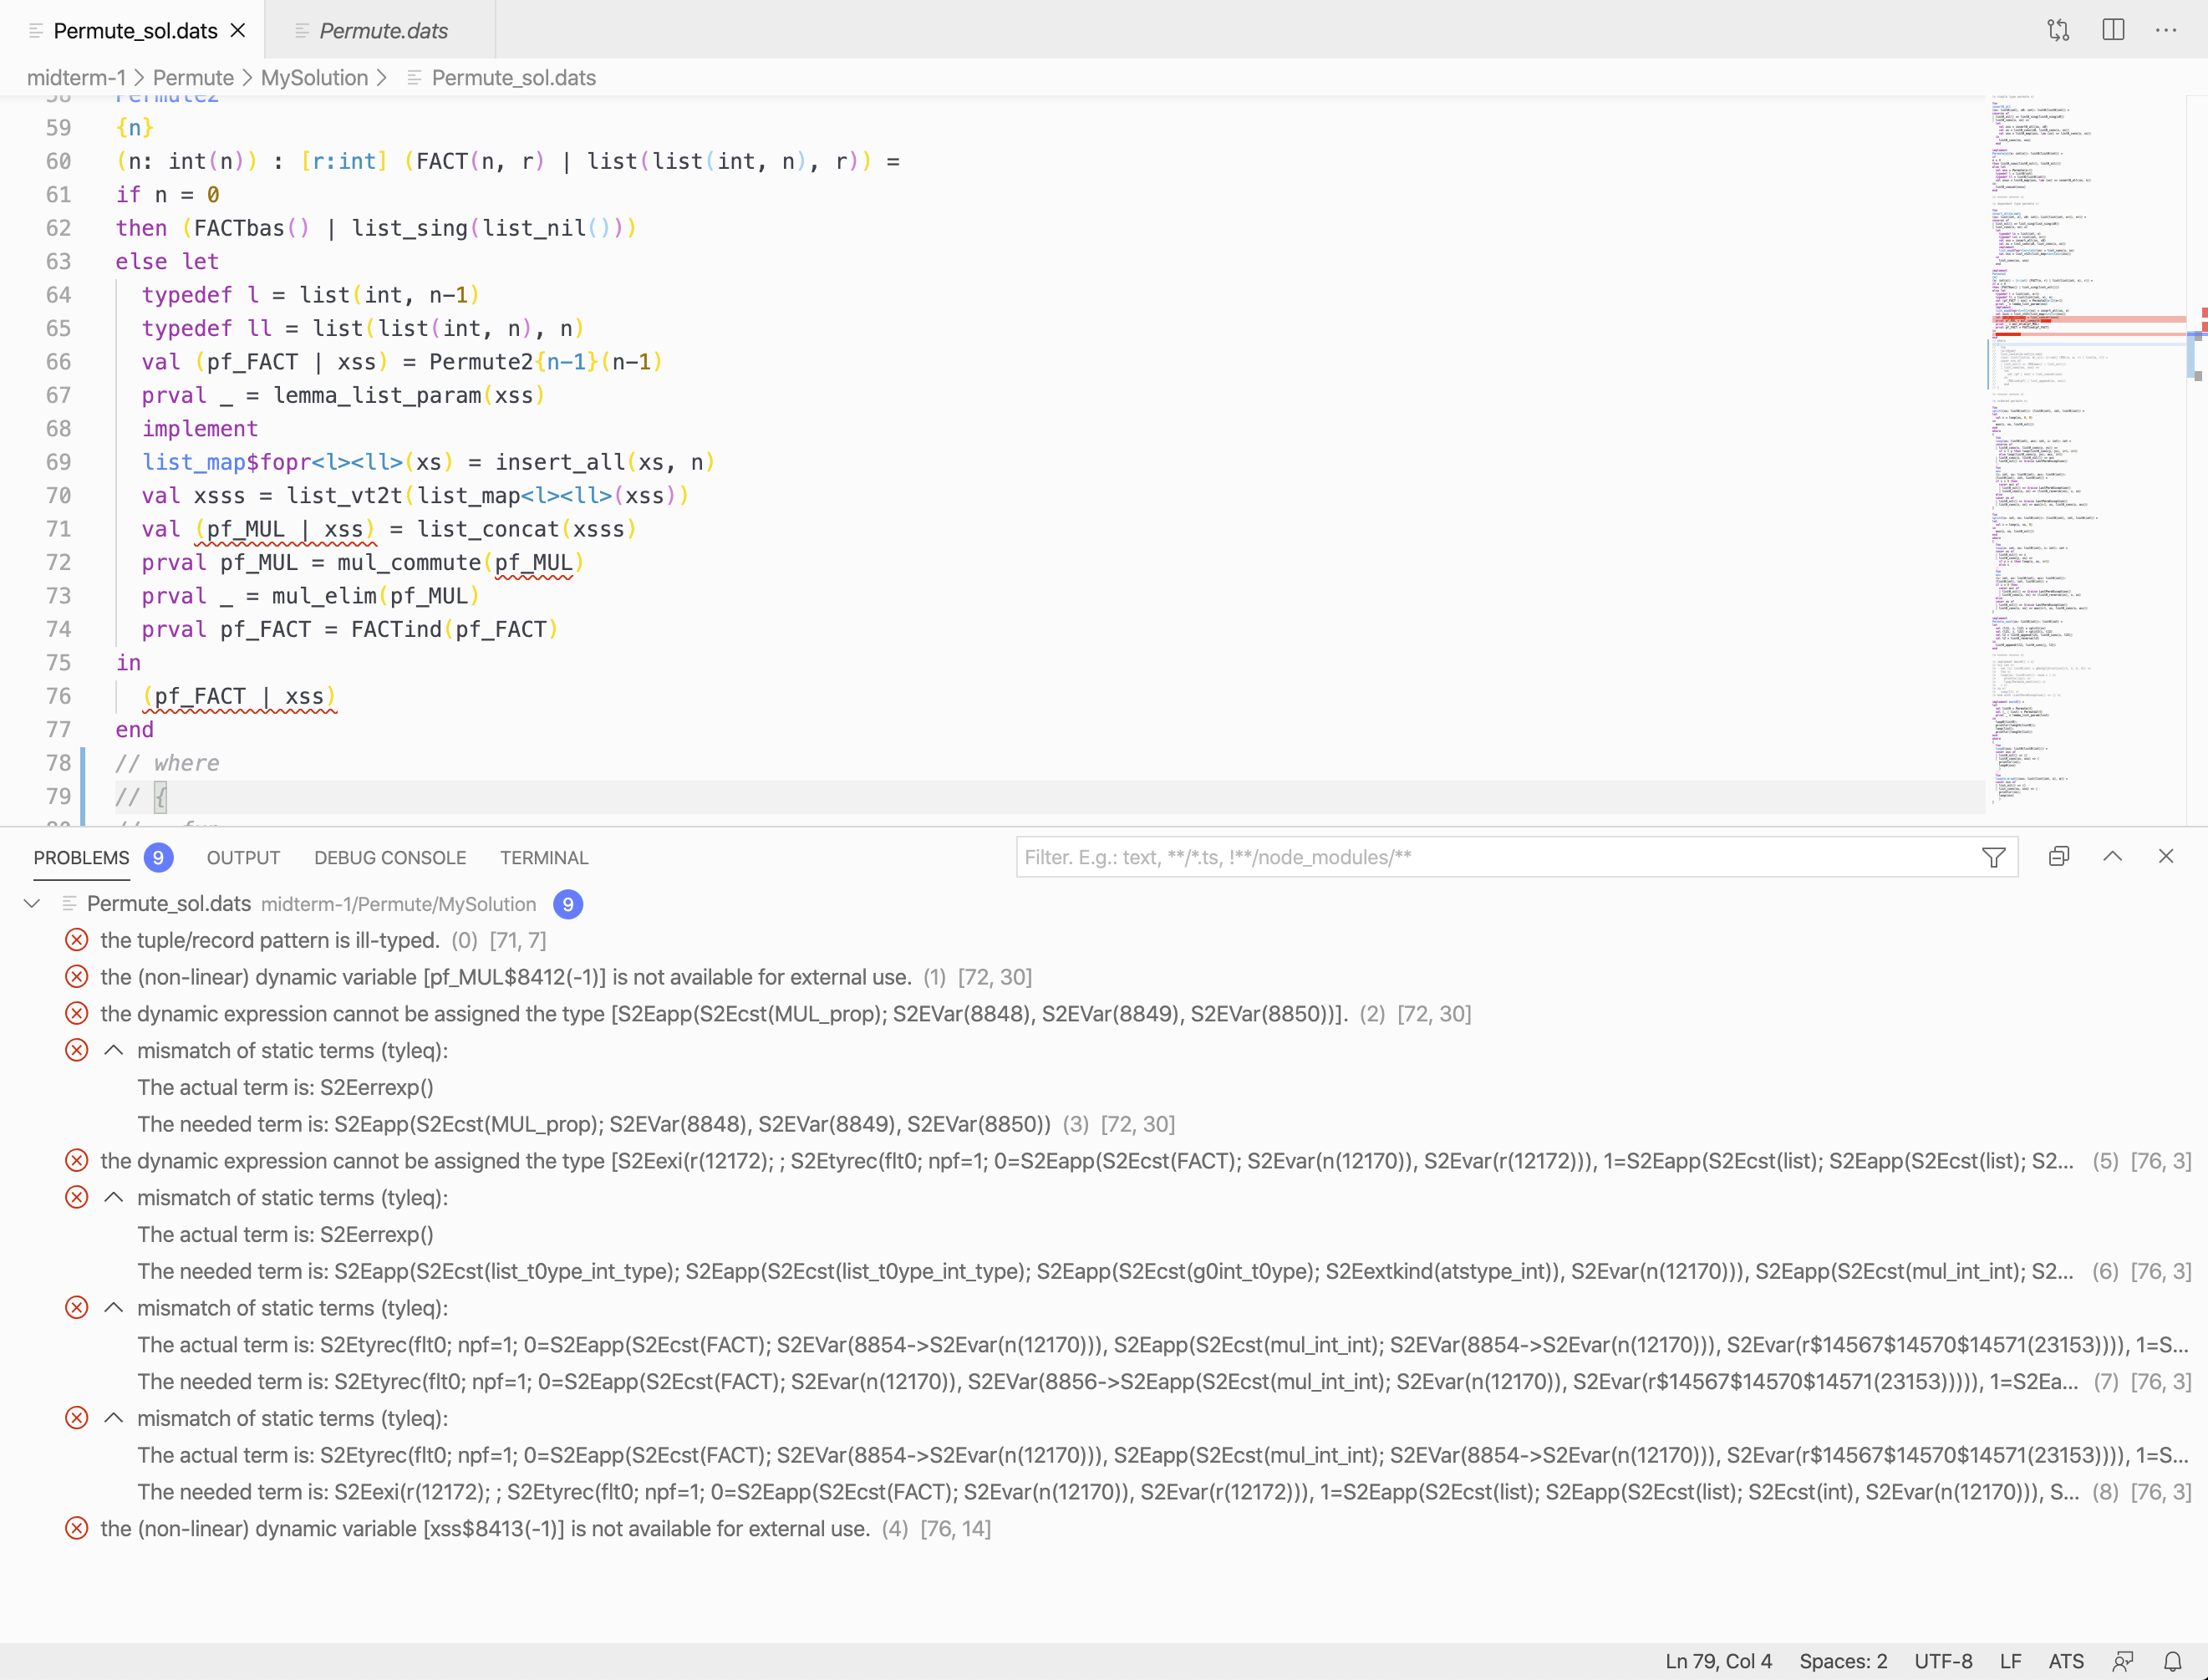 Permute_sol.dats
Permute.dats
midterm-1 > Permute > MySolution > Permute_sol.dats
58 Permute2
59 {n}
60 (n: int(n)) : [r:int] (FACT(n, r) | list(list(int, n), r)) =
61 if n = 0
62 then (FACTbas() | list_sing(list_nil()))
63 else let
64 typedef l = list(int, n-1)
65 typedef ll = list(list(int, n), n)
66 val (pf_FACT | xss) = Permute2{n-1}(n-1)
67 prval _ = lemma_list_param(xss)
68 implement
69 list_map$fopr<l><ll>(xs) = insert_all(xs, n)
70 val xsss = list_vt2t(list_map<l><ll>(xss))
71 val (pf_MUL | xss) = list_concat(xsss)
72 prval pf_MUL = mul_commute(pf_MUL)
73 prval _ = mul_elim(pf_MUL)
74 prval pf_FACT = FACTind(pf_FACT)
75 in
76 (pf_FACT | xss)
77 end
78 // where
79 // {
80 // fun
PROBLEMS 9 OUTPUT DEBUG CONSOLE TERMINAL
Filter. E.g.: text, **/*.ts, !**/node_modules/**
Permute_sol.dats midterm-1/Permute/MySolution 9
the tuple/record pattern is ill-typed. (0) [71, 7]
the (non-linear) dynamic variable [pf_MUL$8412(-1)] is not available for external use. (1) [72, 30]
the dynamic expression cannot be assigned the type [S2Eapp(S2Ecst(MUL_prop); S2EVar(8848), S2EVar(8849), S2EVar(8850))]. (2) [72, 30]
mismatch of static terms (tyleq):
The actual term is: S2Eerrexp()
The needed term is: S2Eapp(S2Ecst(MUL_prop); S2EVar(8848), S2EVar(8849), S2EVar(8850)) (3) [72, 30]
the dynamic expression cannot be assigned the type [S2Eexi(r(12172); ; S2Etyrec(flt0; npf=1; 0=S2Eapp(S2Ecst(FACT); S2Evar(n(12170)), S2Evar(r(12172))), 1=S2Eapp(S2Ecst(list); S2Eapp(S2Ecst(list); S2... (5) [76, 3]
mismatch of static terms (tyleq):
The actual term is: S2Eerrexp()
The needed term is: S2Eapp(S2Ecst(list_t0ype_int_type); S2Eapp(S2Ecst(list_t0ype_int_type); S2Eapp(S2Ecst(g0int_t0ype); S2Eextkind(atstype_int)), S2Evar(n(12170))), S2Eapp(S2Ecst(mul_int_int); S2... (6) [76, 3]
mismatch of static terms (tyleq):
The actual term is: S2Etyrec(flt0; npf=1; 0=S2Eapp(S2Ecst(FACT); S2EVar(8854->S2Evar(n(12170))), S2Eapp(S2Ecst(mul_int_int); S2EVar(8854->S2Evar(n(12170))), S2Evar(r$14567$14570$14571(23153)))), 1=S...
The needed term is: S2Etyrec(flt0; npf=1; 0=S2Eapp(S2Ecst(FACT); S2Evar(n(12170)), S2EVar(8856->S2Eapp(S2Ecst(mul_int_int); S2Evar(n(12170)), S2Evar(r$14567$14570$14571(23153))))), 1=S2Ea... (7) [76, 3]
mismatch of static terms (tyleq):
The actual term is: S2Etyrec(flt0; npf=1; 0=S2Eapp(S2Ecst(FACT); S2EVar(8854->S2Evar(n(12170))), S2Eapp(S2Ecst(mul_int_int); S2EVar(8854->S2Evar(n(12170))), S2Evar(r$14567$14570$14571(23153)))), 1=S...
The needed term is: S2Eexi(r(12172); ; S2Etyrec(flt0; npf=1; 0=S2Eapp(S2Ecst(FACT); S2Evar(n(12170)), S2Evar(r(12172))), 1=S2Eapp(S2Ecst(list); S2Eapp(S2Ecst(list); S2Ecst(int), S2Evar(n(12170))), S... (8) [76, 3]
the (non-linear) dynamic variable [xss$8413(-1)] is not available for external use. (4) [76, 14]
Ln 79, Col 4 Spaces: 2 UTF-8 LF ATS